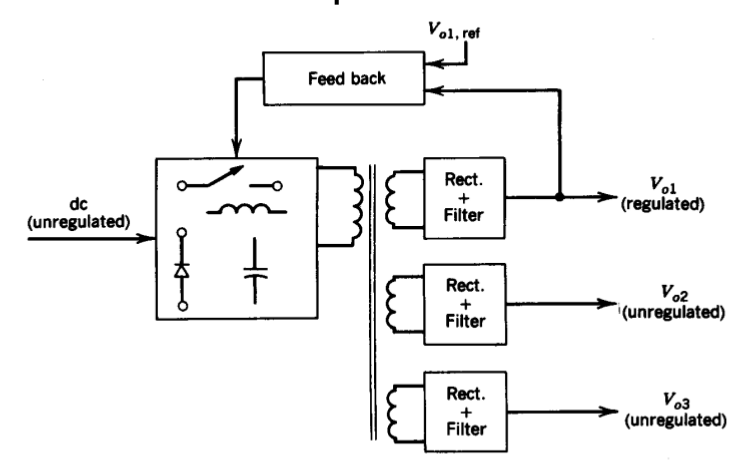 V_{o1, ref}
Feed back
dc
(unregulated)
Rect.
+
Filter
V_{o1}
(regulated)
Rect.
+
Filter
V_{o2}
(unregulated)
Rect.
+
Filter
V_{o3}
(unregulated)